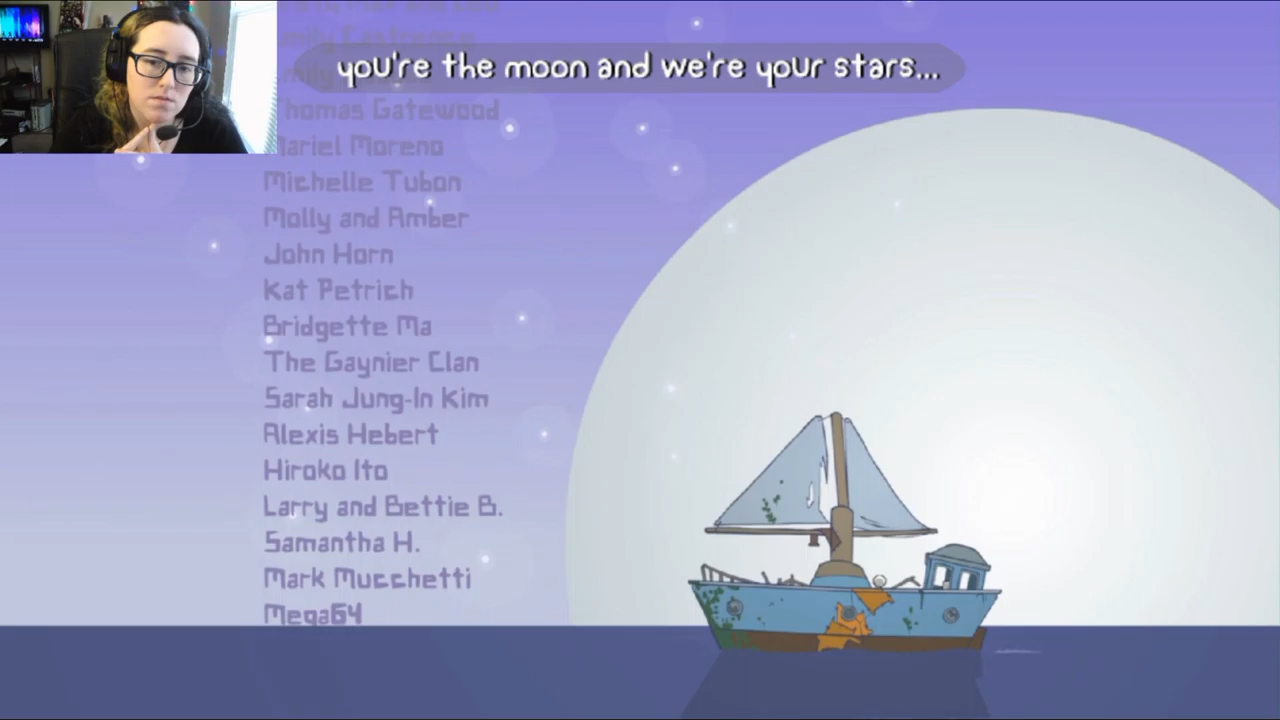 you're the moon and we're your stars...
Thomas Gatewood
Mariel Moreno
Michelle Tubon
Molly and Amber
John Horn
Kat Petrich
Bridgette Ma
The Gaynier Clan
Sarah Jung-In Kim
Alexis Hebert
Hiroko Ito
Larry and Bettie B.
Samantha H.
Mark Mucchetti
Mega64